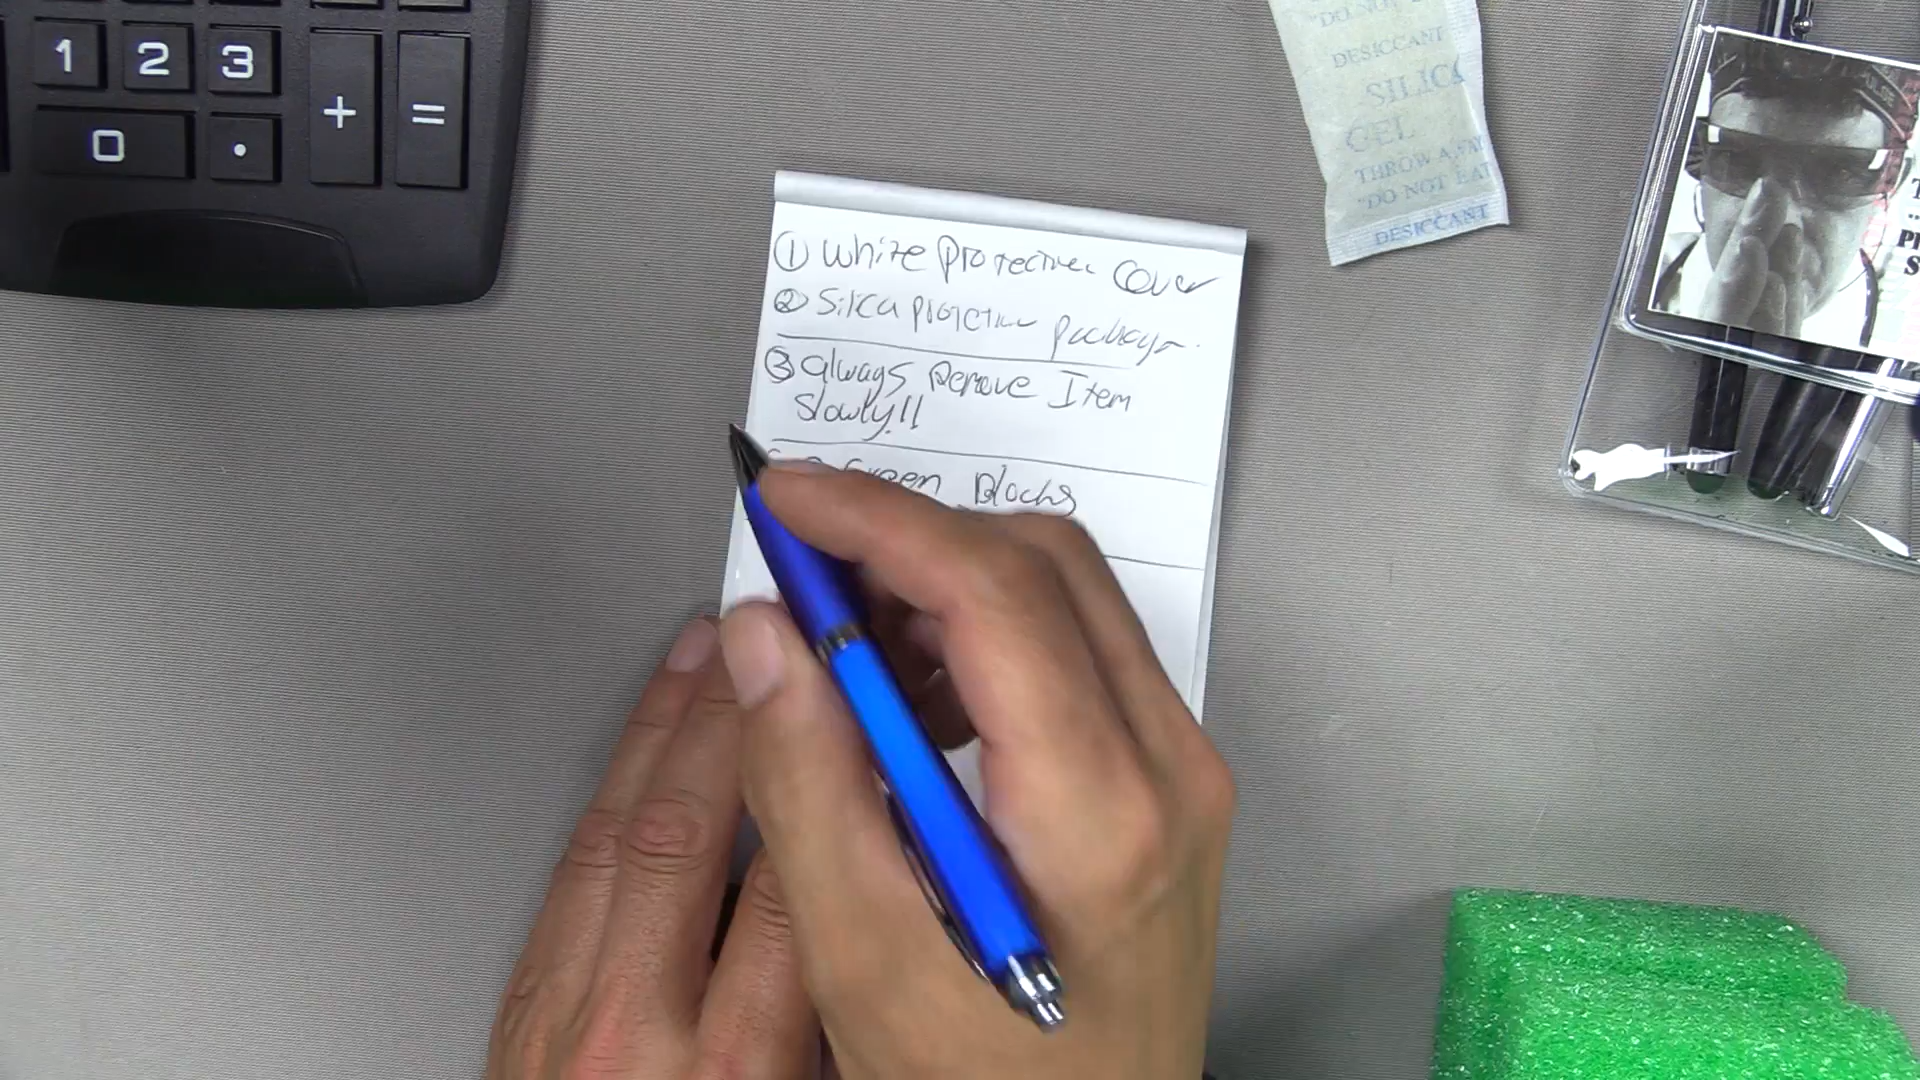 1 2 3
+ =
0 .
DESICCANT
SILICA
GEL
THROW AWAY
"DO NOT EAT
DESICCANT
① White protective Cover
② Silica protective package.
③ Always Remove Item
Slowly!!
Green Blocks